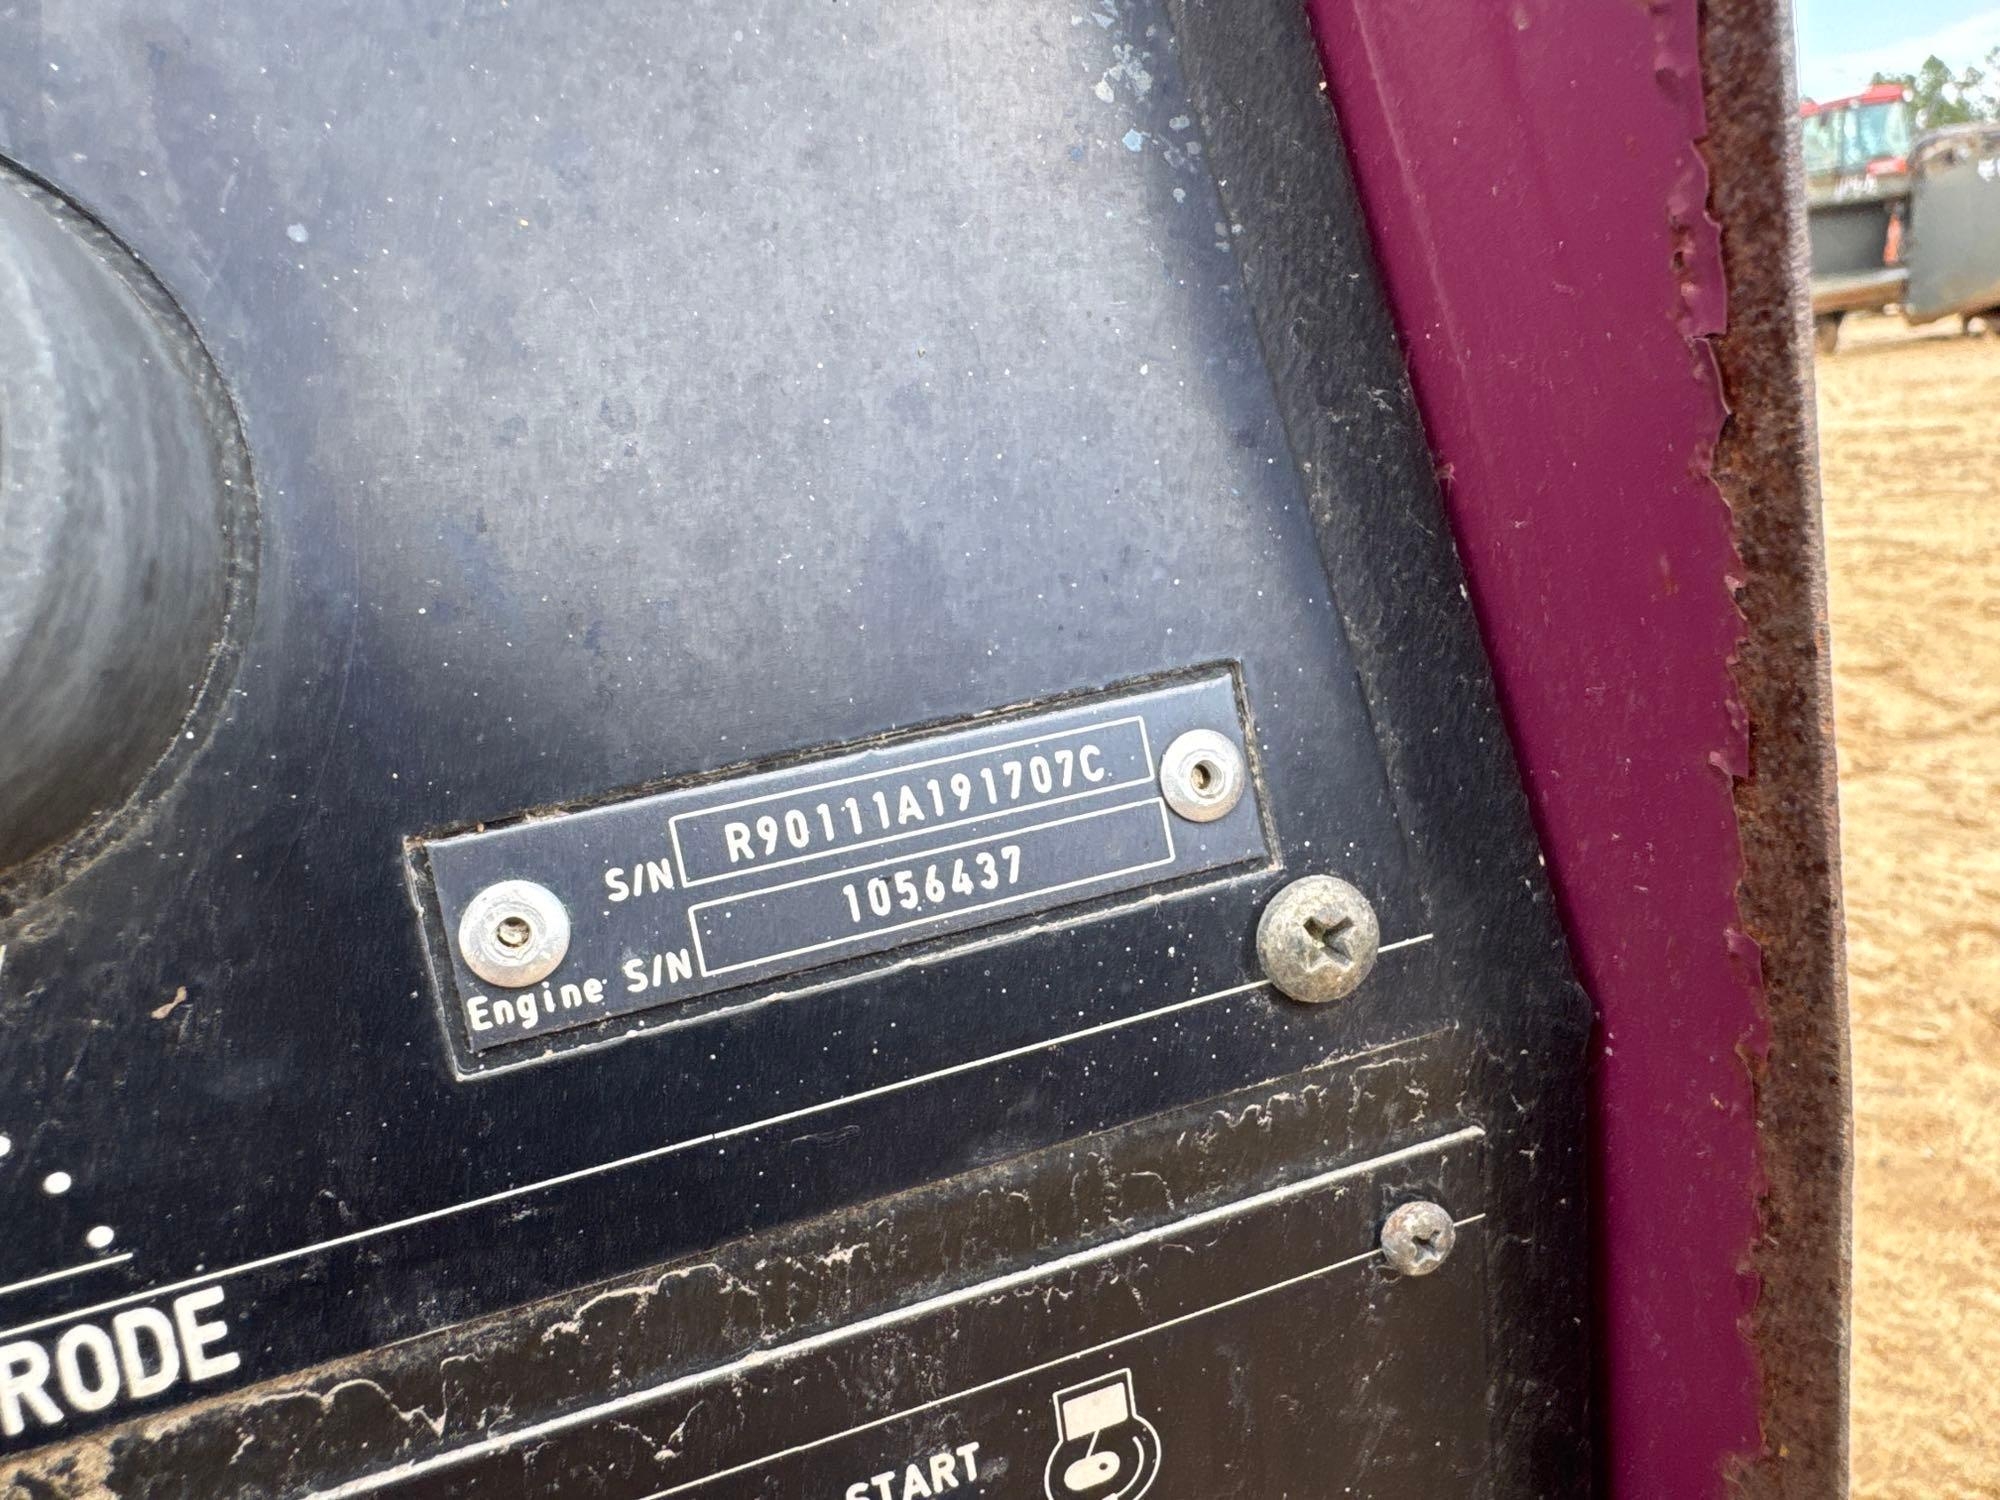 S/N R90111A191707C
Engine S/N 1056437
RODE
START